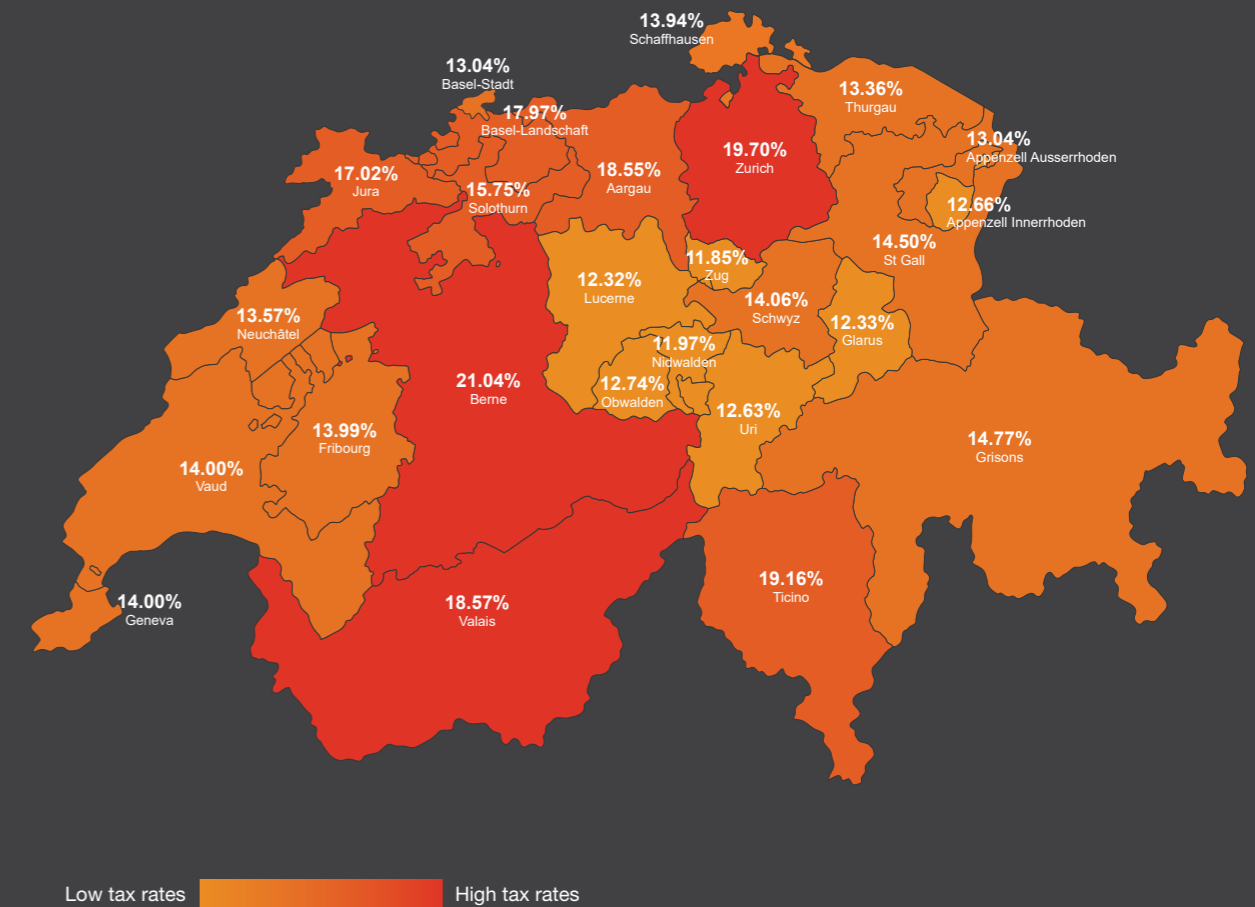 13.94%
Schaffhausen
13.04%
Basel-Stadt
17.97%
Basel-Landschaft
13.36%
Thurgau
13.04%
Appenzell Ausserrhoden
19.70%
Zurich
18.55%
Aargau
17.02%
Jura
15.75%
Solothurn
12.66%
Appenzell Innerrhoden
14.50%
St Gall
11.85%
Zug
12.32%
Lucerne
14.06%
Schwyz
12.33%
Glarus
13.57%
Neuchâtel
11.97%
Nidwalden
12.74%
Obwalden
21.04%
Berne
12.63%
Uri
13.99%
Fribourg
14.77%
Grisons
14.00%
Vaud
19.16%
Ticino
14.00%
Geneva
18.57%
Valais
Low tax rates
High tax rates